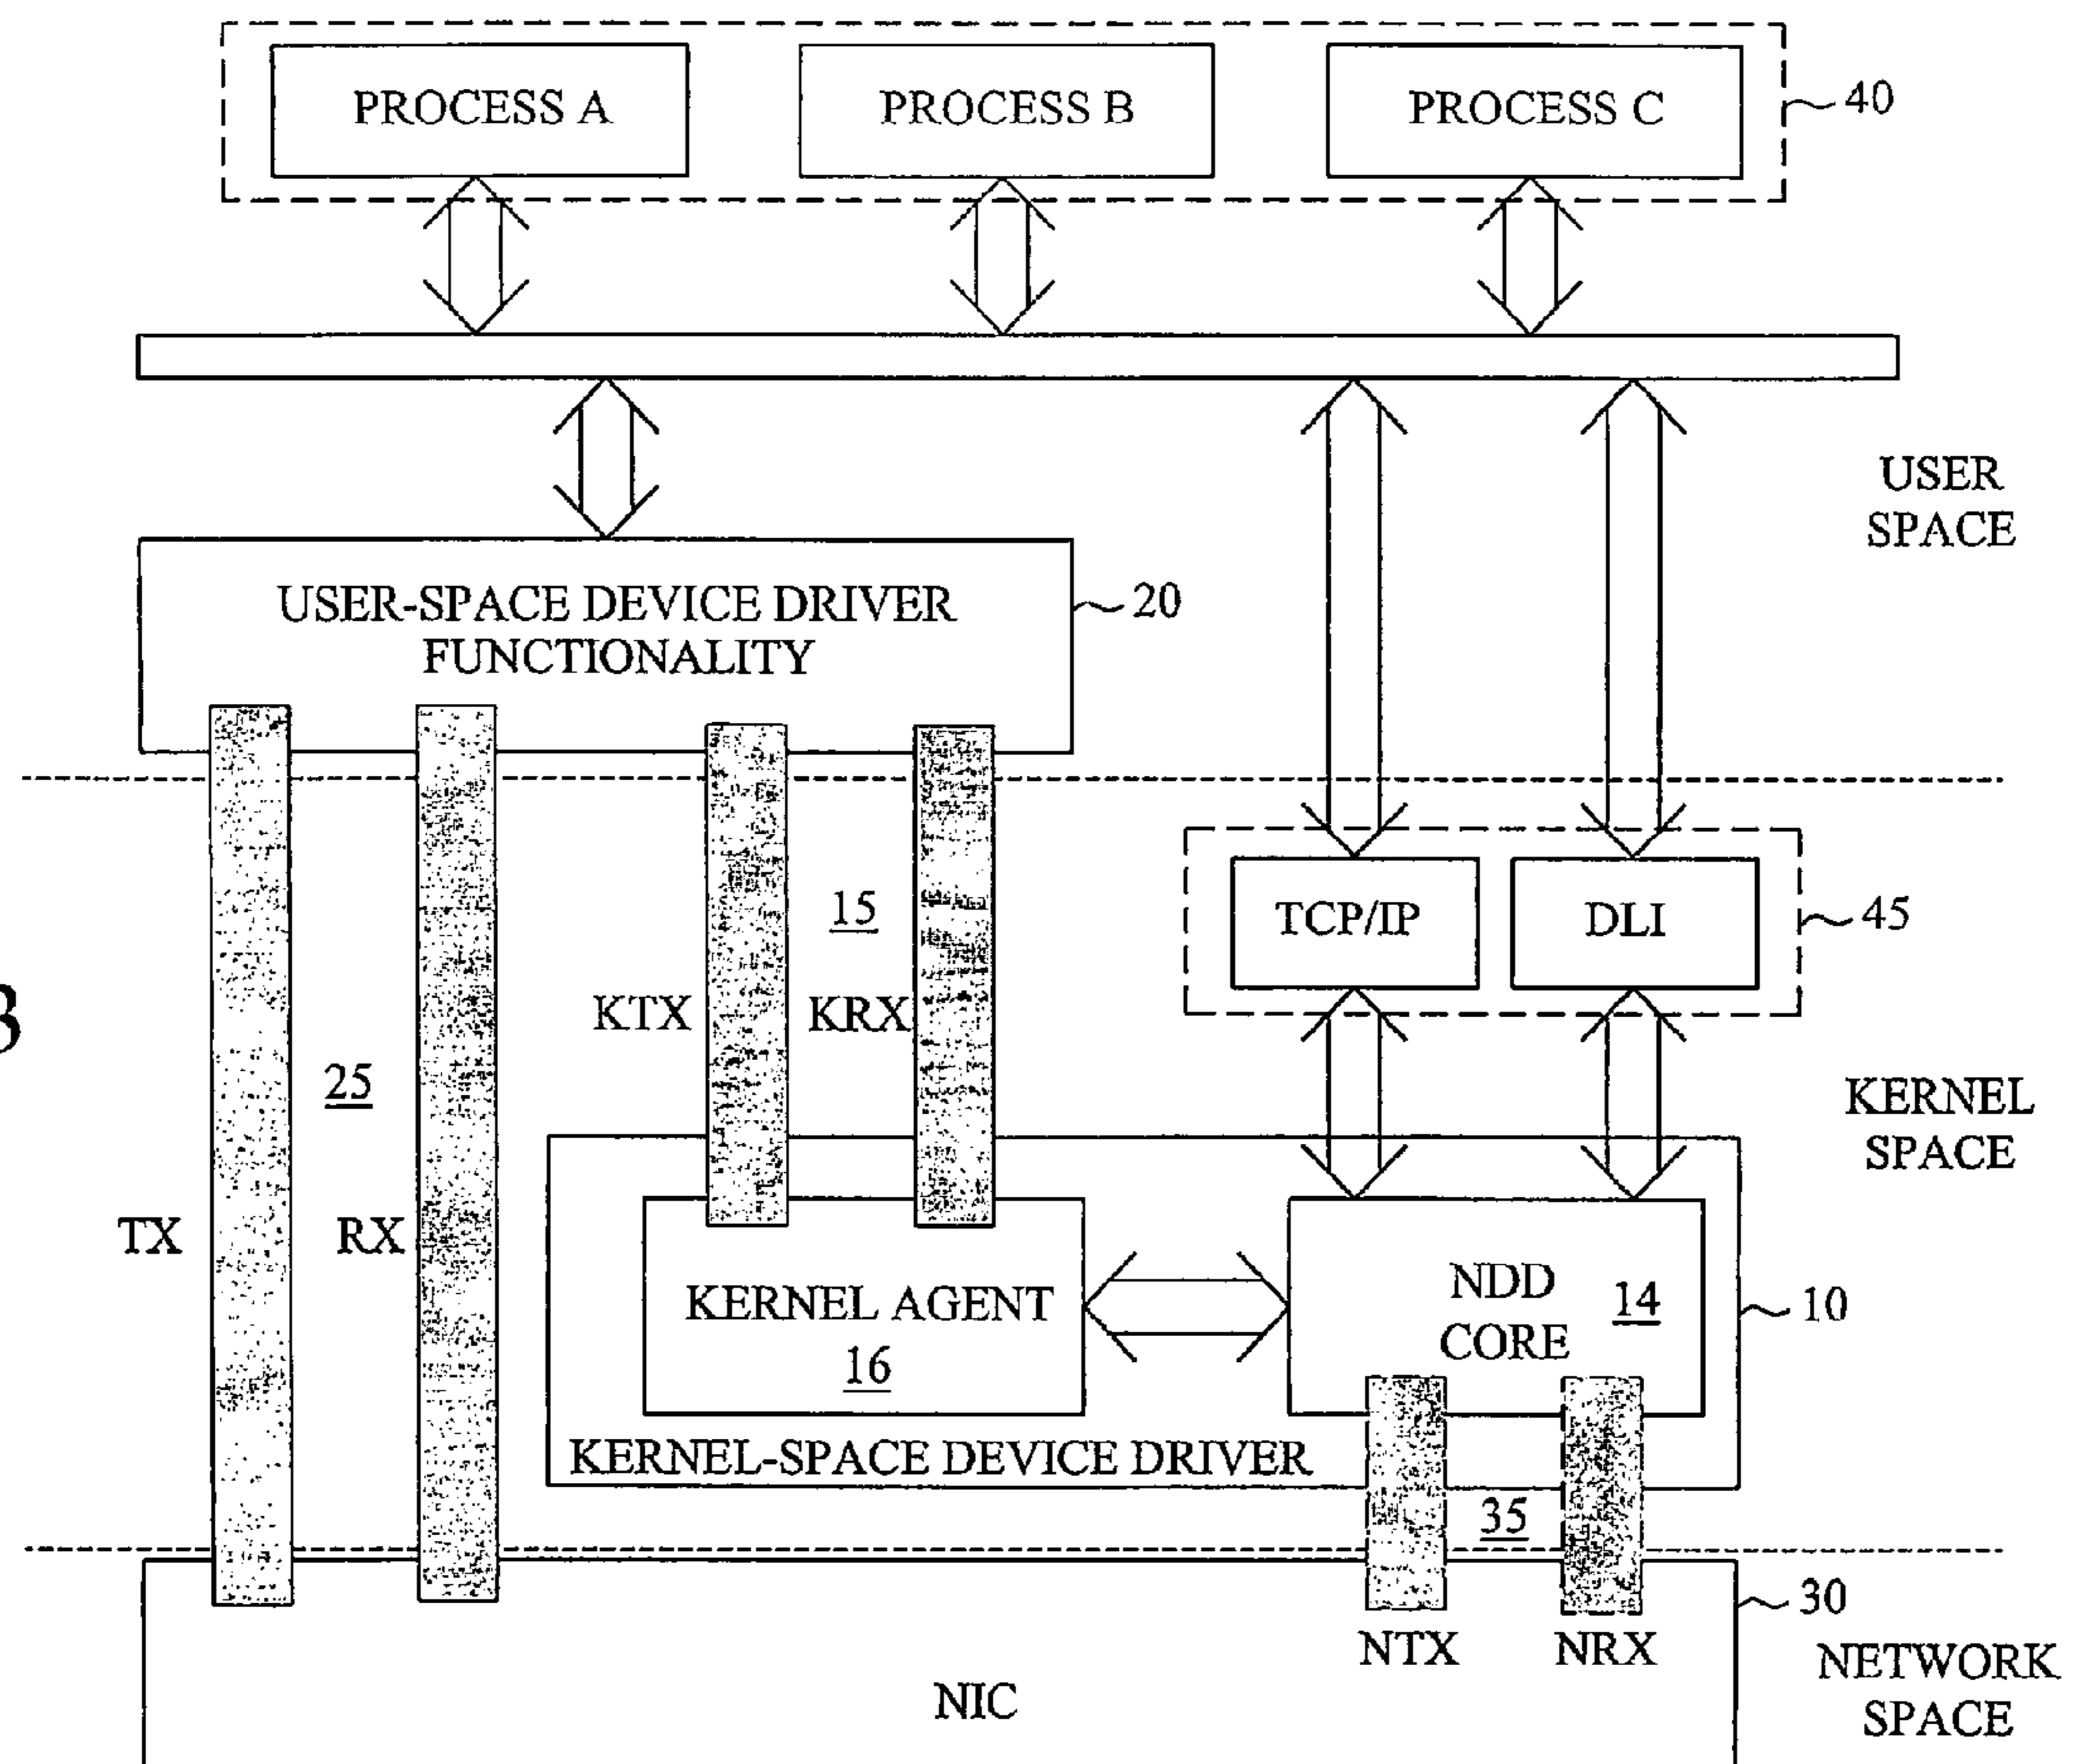 PROCESS A
PROCESS B
PROCESS C
40
USER
SPACE
USER-SPACE DEVICE DRIVER
FUNCTIONALITY
20
15
TCP/IP
DLI
45
KTX
KRX
25
KERNEL
SPACE
TX
RX
KERNEL AGENT
16
NDD
CORE
14
10
KERNEL-SPACE DEVICE DRIVER
35
30
NTX
NRX
NIC
NETWORK
SPACE